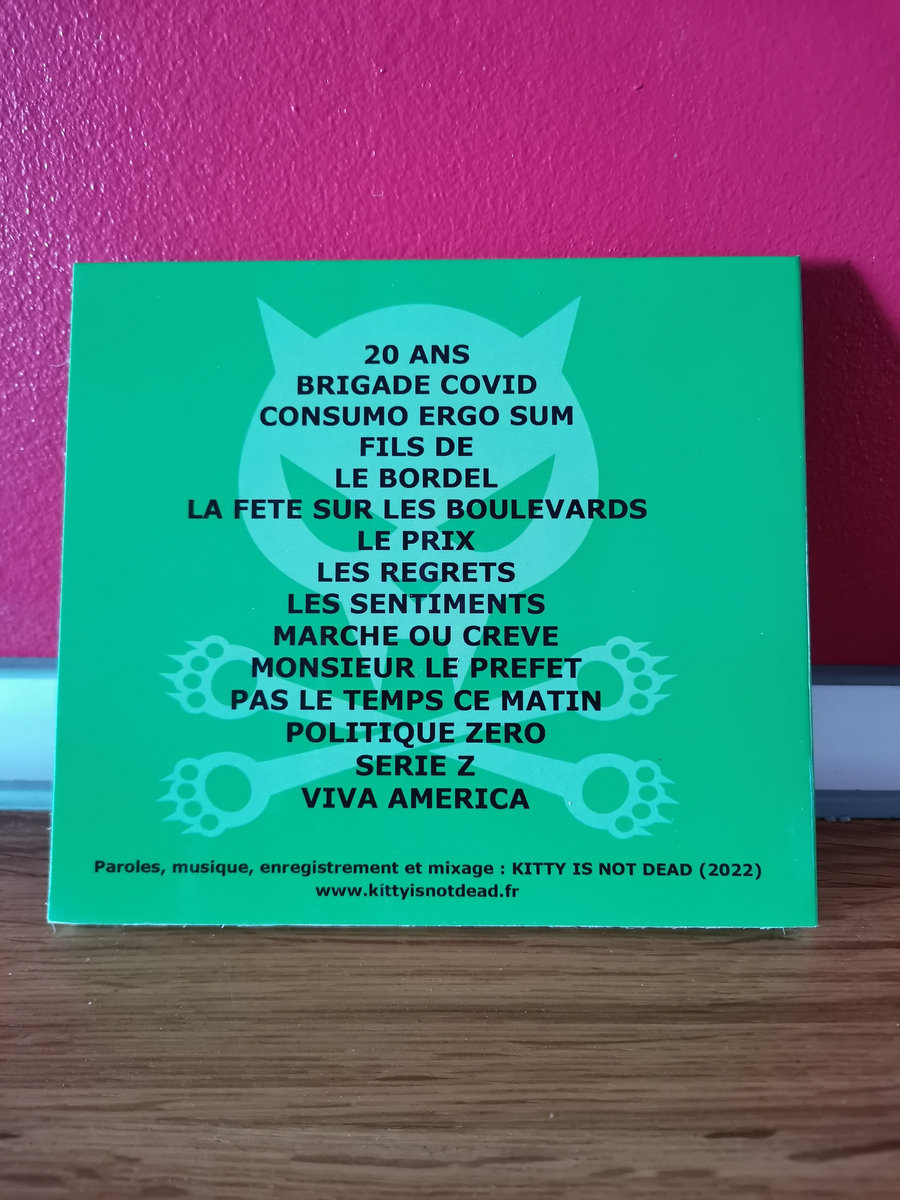 20 ANS
BRIGADE COVID
CONSUMO ERGO SUM
FILS DE
LE BORDEL
LA FETE SUR LES BOULEVARDS
LE PRIX
LES REGRETS
LES SENTIMENTS
MARCHE OU CREVE
MONSIEUR LE PREFET
PAS LE TEMPS CE MATIN
POLITIQUE ZERO
SERIE Z
VIVA AMERICA
Paroles, musique, enregistrement et mixage : KITTY IS NOT DEAD (2022)
www.kittyisnotdead.fr